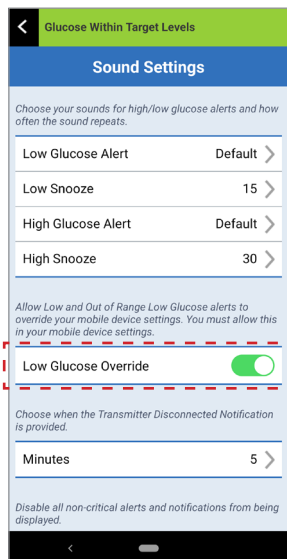 Glucose Within Target Levels
Sound Settings
Choose your sounds for high/low glucose alerts and how
often the sound repeats.
Low Glucose Alert Default
Low Snooze 15
High Glucose Alert Default
High Snooze 30
Allow Low and Out of Range Low Glucose alerts to
override your mobile device settings. You must allow this
in your mobile device settings.
Low Glucose Override
Choose when the Transmitter Disconnected Notification
is provided.
Minutes 5
Disable all non-critical alerts and notifications from being
displayed.